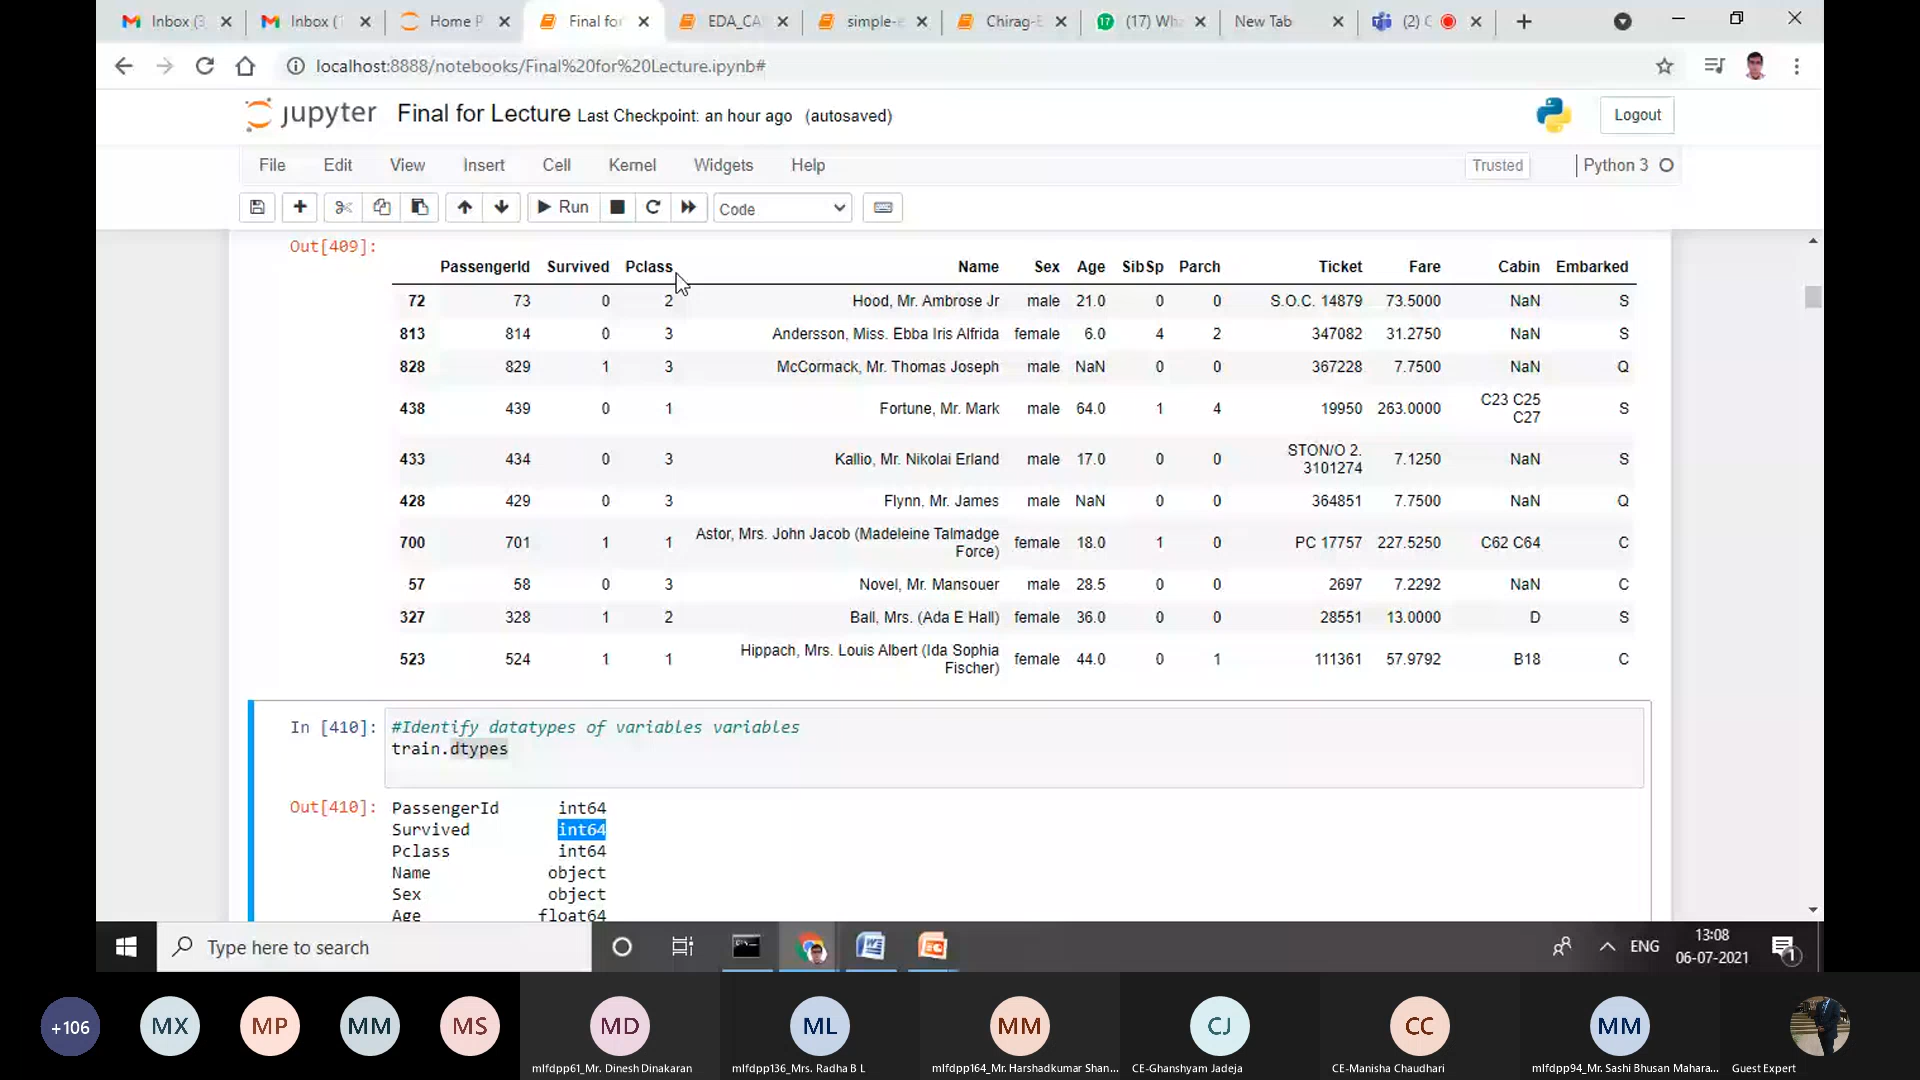 Inbox (3
Inbox (1
Home P
Final for
EDA_CA
simple-e
Chirag-E
(17) Wha
New Tab
(2) C
localhost:8888/notebooks/Final%20for%20Lecture.ipynb#
jupyter Final for Lecture Last Checkpoint: an hour ago (autosaved)
Logout
File Edit View Insert Cell Kernel Widgets Help Trusted Python 3
Run Code
Out[409]:
PassengerId Survived Pclass Name Sex Age SibSp Parch Ticket Fare Cabin Embarked
72 73 0 2 Hood, Mr. Ambrose Jr male 21.0 0 0 S.O.C. 14879 73.5000 NaN S
813 814 0 3 Andersson, Miss. Ebba Iris Alfrida female 6.0 4 2 347082 31.2750 NaN S
828 829 1 3 McCormack, Mr. Thomas Joseph male NaN 0 0 367228 7.7500 NaN Q
438 439 0 1 Fortune, Mr. Mark male 64.0 1 4 19950 263.0000 C23 C25
C27 S
433 434 0 3 Kallio, Mr. Nikolai Erland male 17.0 0 0 STON/O 2.
3101274 7.1250 NaN S
428 429 0 3 Flynn, Mr. James male NaN 0 0 364851 7.7500 NaN Q
700 701 1 1 Astor, Mrs. John Jacob (Madeleine Talmadge
Force) female 18.0 1 0 PC 17757 227.5250 C62 C64 C
57 58 0 3 Novel, Mr. Mansouer male 28.5 0 0 2697 7.2292 NaN C
327 328 1 2 Ball, Mrs. (Ada E Hall) female 36.0 0 0 28551 13.0000 D S
523 524 1 1 Hippach, Mrs. Louis Albert (Ida Sophia
Fischer) female 44.0 0 1 111361 57.9792 B18 C
In [410]: #Identify datatypes of variables variables
train.dtypes
Out[410]: PassengerId int64
Survived int64
Pclass int64
Name object
Sex object
Age float64
Type here to search
ENG
13:08
06-07-2021
1
+106 MX MP MM MS MD ML MM CJ CC MM
mlfdpp61_Mr. Dinesh Dinakaran
mlfdpp136_Mrs. Radha B L
mlfdpp164_Mr. Harshadkumar Shan...
CE-Ghanshyam Jadeja
CE-Manisha Chaudhari
mlfdpp94_Mr. Sashi Bhusan Mahara...
Guest Expert